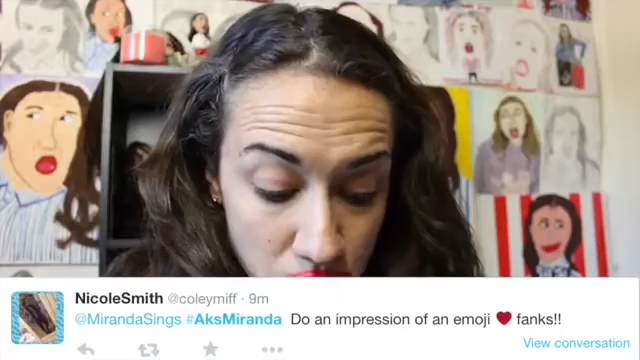 NicoleSmith @coleymiff · 9m
@MirandaSings #AksMiranda Do an impression of an emoji ❤ fanks!!
View conversation